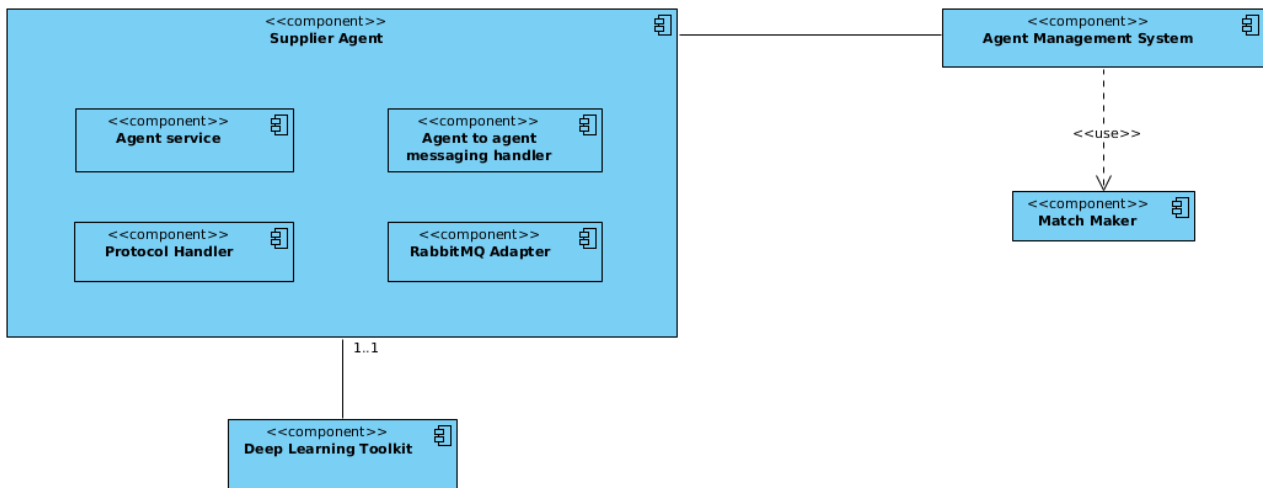 <<component>>
Supplier Agent
<<component>>
Agent Management System
<<component>>
Agent service
<<component>>
Agent to agent
messaging handler
<<use>>
<<component>>
Match Maker
<<component>>
Protocol Handler
<<component>>
RabbitMQ Adapter
1..1
<<component>>
Deep Learning Toolkit